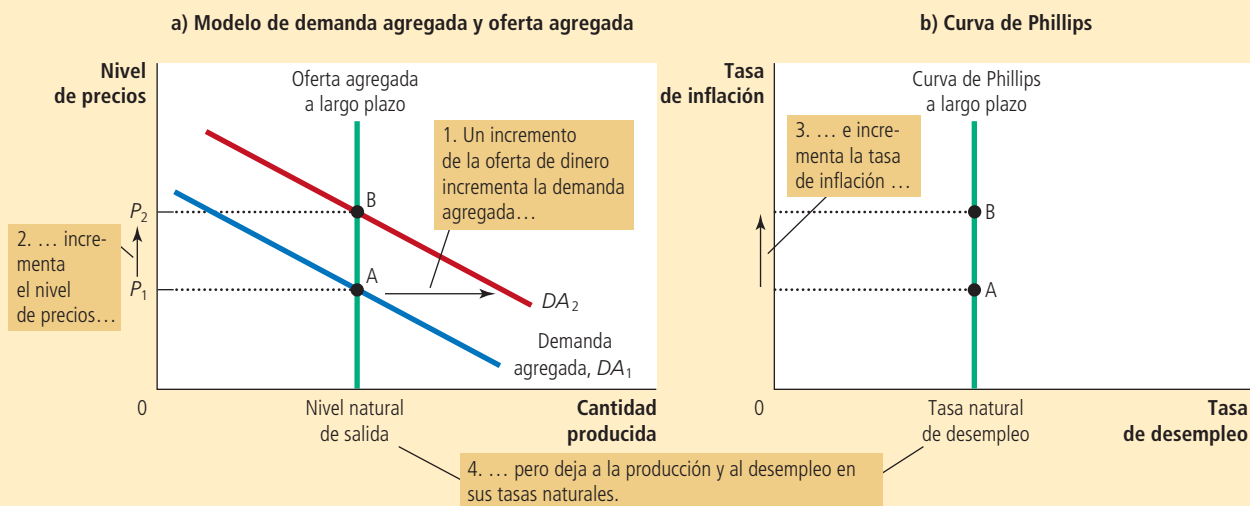 a) Modelo de demanda agregada y oferta agregada
Nivel
de precios
Oferta agregada
a largo plazo
1. Un incremento
de la oferta de dinero
incrementa la demanda
agregada…
B
P2
2. … incre-
menta
el nivel
de precios…
P1
A
DA2
Demanda
agregada, DA1
0
Nivel natural
de salida
Cantidad
producida
b) Curva de Phillips
Tasa
de inflación
Curva de Phillips
a largo plazo
3. … e incre-
menta la tasa
de inflación …
B
A
0
Tasa natural
de desempleo
Tasa
de desempleo
4. … pero deja a la producción y al desempleo en
sus tasas naturales.